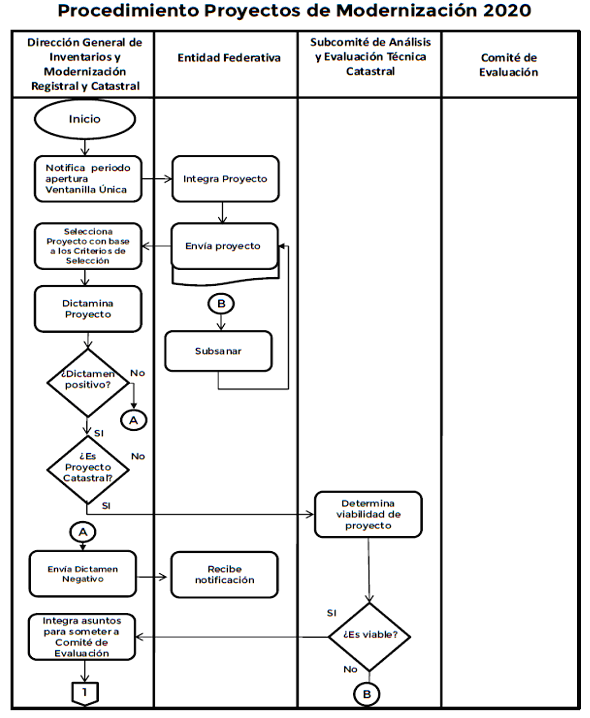 Procedimiento Proyectos de Modernización 2020
Dirección General de
Inventarios y
Modernización
Registral y Catastral
Entidad Federativa
Subcomité de Análisis
y Evaluación Técnica
Catastral
Comité de
Evaluación
Inicio
Notifica periodo
apertura
Ventanilla Única
Integra Proyecto
Selecciona
Proyecto con base
a los Criterios de
Selección
Envía proyecto
Dictamina
Proyecto
B
Subsanar
¿Dictamen
positivo?
No
A
SI
¿Es
Proyecto
Catastral?
No
SI
Determina
viabilidad de
proyecto
A
Envía Dictamen
Negativo
Recibe
notificación
Integra asuntos
para someter a
Comité de
Evaluación
SI
¿Es viable?
No
1
B